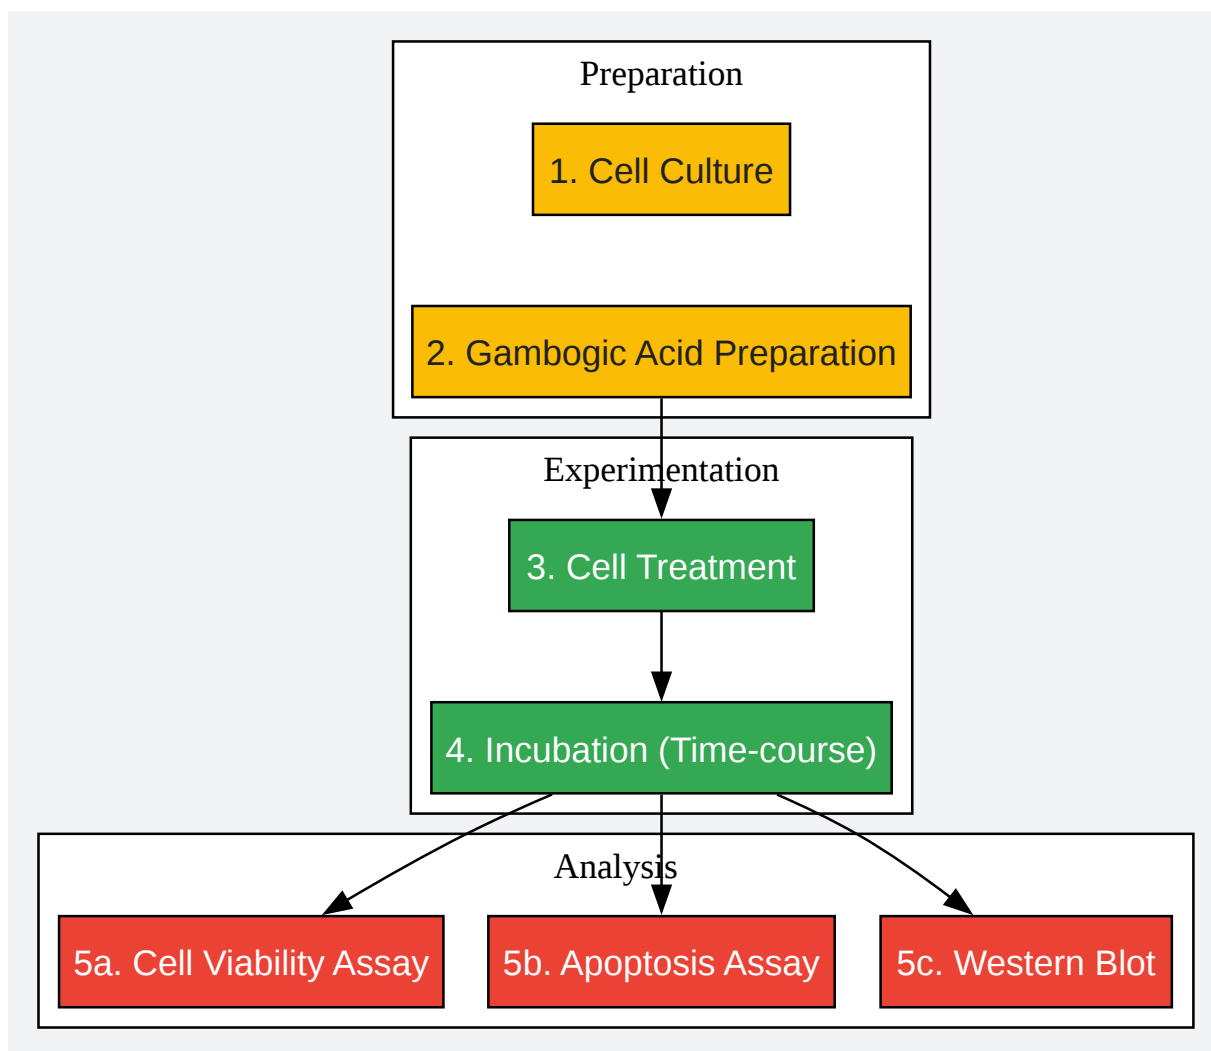 Preparation
1. Cell Culture
2. Gambogic Acid Preparation
Experimentation
3. Cell Treatment
4. Incubation (Time-course)
Analysis
5a. Cell Viability Assay
5b. Apoptosis Assay
5c. Western Blot